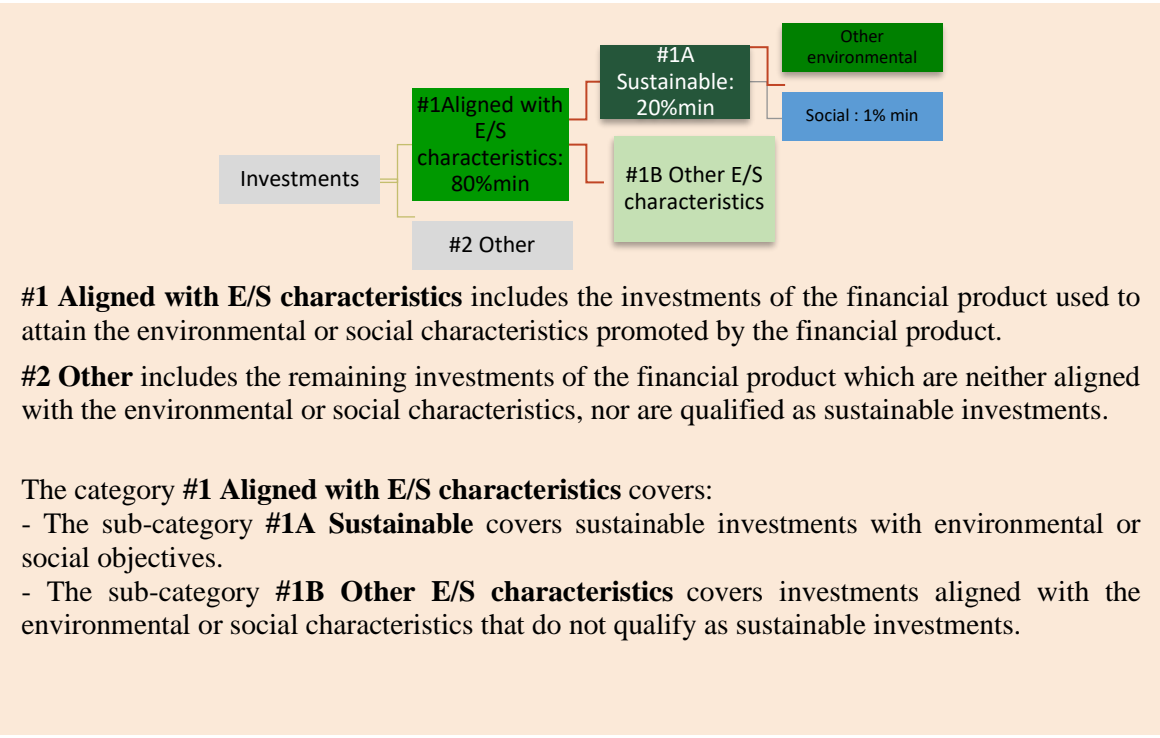 Investments
#1Aligned with
E/S
characteristics:
80%min
#2 Other
#1A
Sustainable:
20%min
#1B Other E/S
characteristics
Other
environmental
Social : 1% min
#1 Aligned with E/S characteristics includes the investments of the financial product used to
attain the environmental or social characteristics promoted by the financial product.
#2 Other includes the remaining investments of the financial product which are neither aligned
with the environmental or social characteristics, nor are qualified as sustainable investments.
The category #1 Aligned with E/S characteristics covers:
- The sub-category #1A Sustainable covers sustainable investments with environmental or
social objectives.
- The sub-category #1B Other E/S characteristics covers investments aligned with the
environmental or social characteristics that do not qualify as sustainable investments.